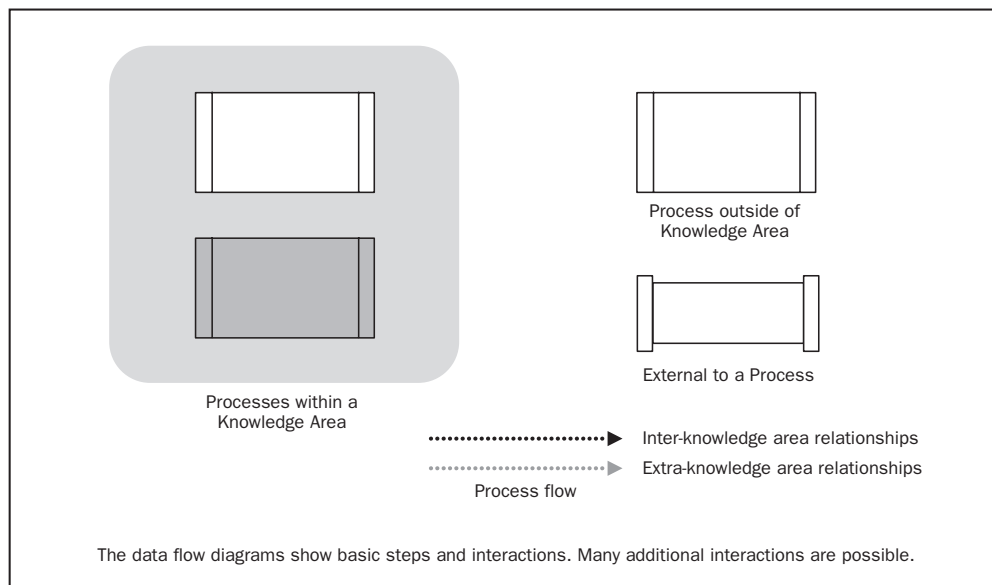 Process outside of
Knowledge Area
External to a Process
Processes within a
Knowledge Area
Inter-knowledge area relationships
Extra-knowledge area relationships
Process flow
The data flow diagrams show basic steps and interactions. Many additional interactions are possible.